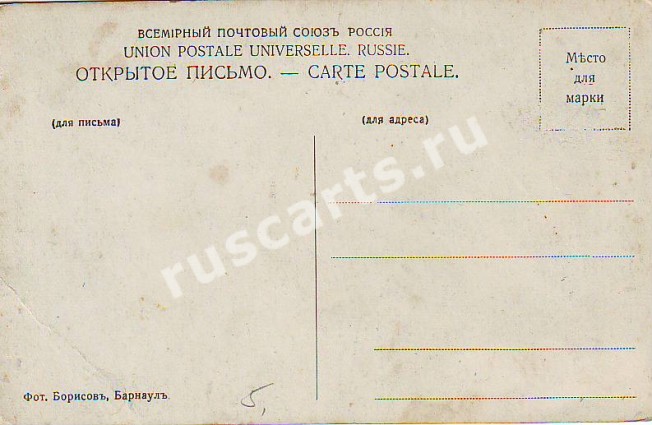 ВСЕМІРНЫЙ ПОЧТОВЫЙ СОЮЗЪ РОССІЯ
UNION POSTALE UNIVERSELLE. RUSSIE.
ОТКРЫТОЕ ПИСЬМО. — CARTE POSTALE.
Мѣсто
для
марки
(для письма)
(для адреса)
ruscarts.ru
Фот. Борисовъ, Барнаулъ.
5,